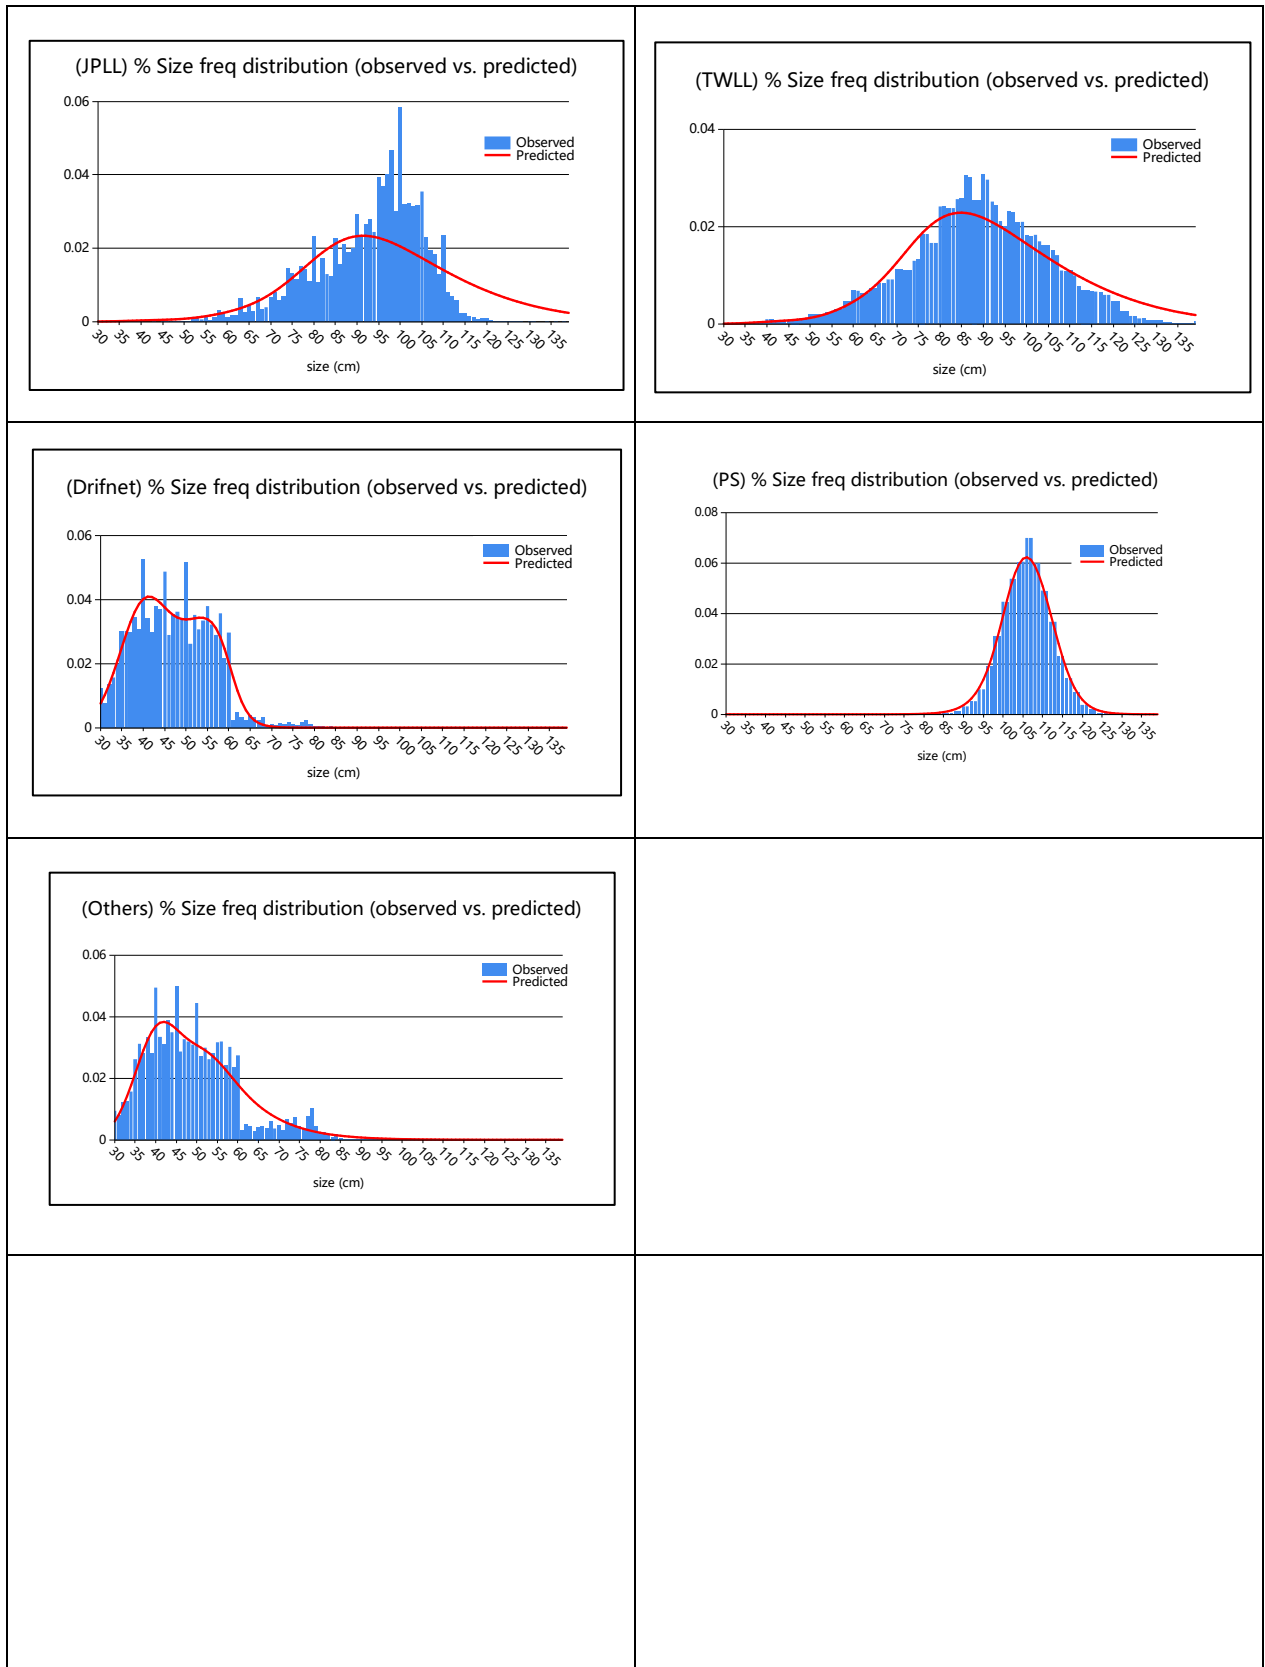 (JPLL) % Size freq distribution (observed vs. predicted)
0.06
0.04
0.02
0
Observed
Predicted
30 35 40 45 50 55 60 65 70 75 80 85 90 95 100 105 110 115 120 125 130 135
size (cm)
(TWLL) % Size freq distribution (observed vs. predicted)
0.04
0.02
0
Observed
Predicted
30 35 40 45 50 55 60 65 70 75 80 85 90 95 100 105 110 115 120 125 130 135
size (cm)
(Drifnet) % Size freq distribution (observed vs. predicted)
0.06
0.04
0.02
0
Observed
Predicted
30 35 40 45 50 55 60 65 70 75 80 85 90 95 100 105 110 115 120 125 130 135
size (cm)
(PS) % Size freq distribution (observed vs. predicted)
0.08
0.06
0.04
0.02
0
Observed
Predicted
30 35 40 45 50 55 60 65 70 75 80 85 90 95 100 105 110 115 120 125 130 135
size (cm)
(Others) % Size freq distribution (observed vs. predicted)
0.06
0.04
0.02
0
Observed
Predicted
30 35 40 45 50 55 60 65 70 75 80 85 90 95 100 105 110 115 120 125 130 135
size (cm)